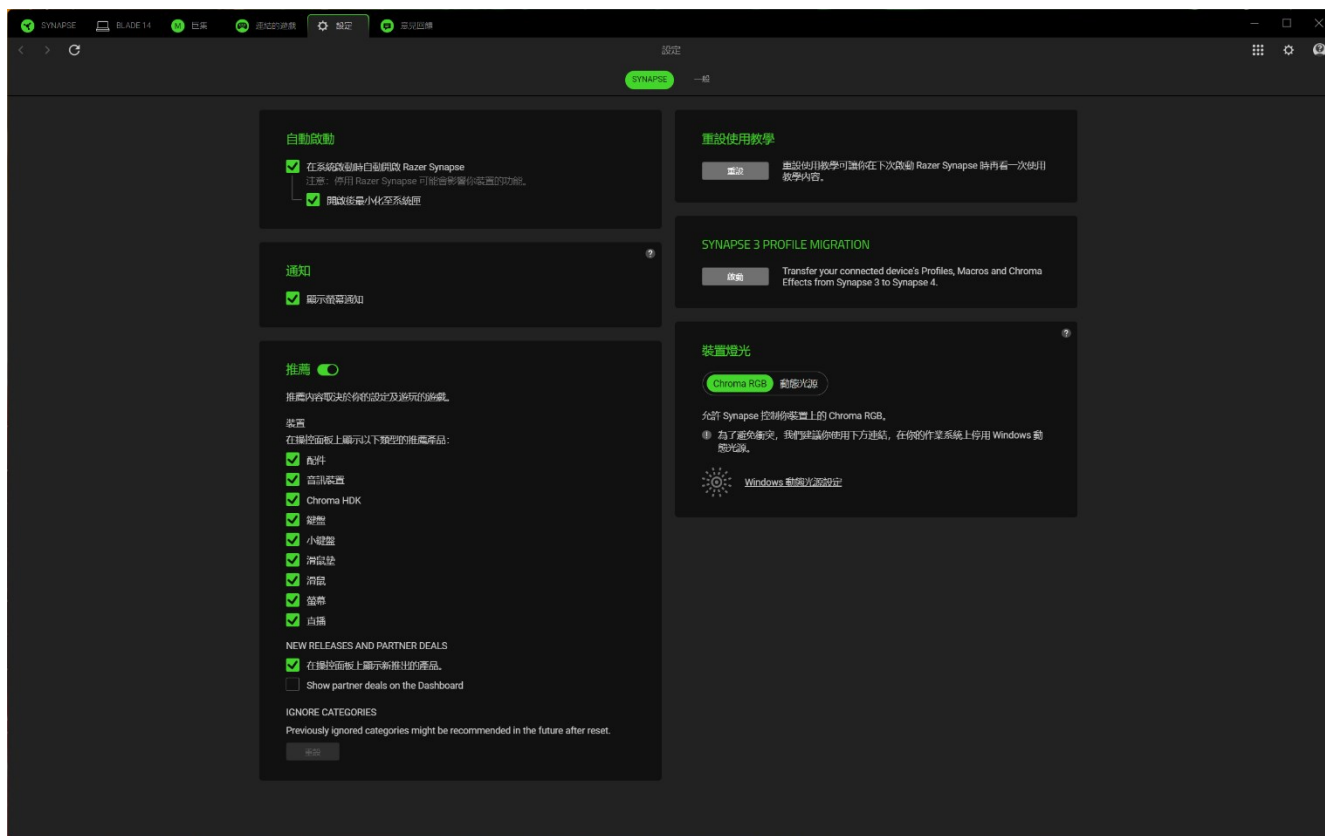 SYNAPSE
BLADE 14
巨集
連結的遊戲
設定
意見回饋
設定
SYNAPSE
一般
自動啟動
在系統啟動時自動開啟 Razer Synapse
注意：停用 Razer Synapse 可能會影響你裝置的功能。
開啟後最小化至系統匣
通知
顯示螢幕通知
推薦
推薦內容取決於你的設定及遊玩的遊戲。
裝置
在操控面板上顯示以下類型的推薦產品：
配件
音訊裝置
Chroma HDK
鍵盤
小鍵盤
滑鼠墊
滑鼠
螢幕
直播
NEW RELEASES AND PARTNER DEALS
在操控面板上顯示新推出的產品。
Show partner deals on the Dashboard
IGNORE CATEGORIES
Previously ignored categories might be recommended in the future after reset.
重設
重設使用教學
重設
重設使用教學可讓你在下次啟動 Razer Synapse 時再看一次使用
教學內容。
SYNAPSE 3 PROFILE MIGRATION
啟動
Transfer your connected device's Profiles, Macros and Chroma
Effects from Synapse 3 to Synapse 4.
裝置燈光
Chroma RGB
動態光源
允許 Synapse 控制你裝置上的 Chroma RGB。
為了避免衝突，我們建議你使用下方連結，在你的作業系統上停用 Windows 動
態光源。
Windows 動態光源設定